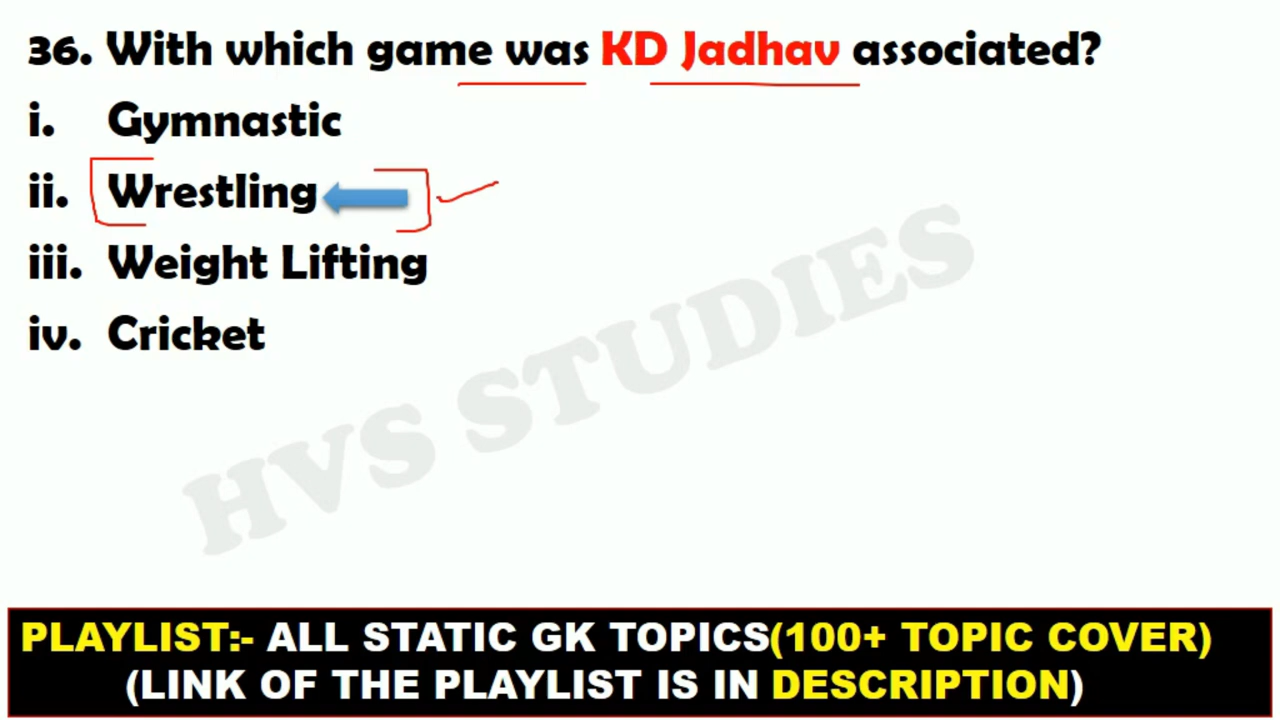 36. With which game was KD Jadhav associated?
i. Gymnastic
ii. Wrestling
iii. Weight Lifting
iv. Cricket
HVS STUDIES
PLAYLIST:- ALL STATIC GK TOPICS(100+ TOPIC COVER)
(LINK OF THE PLAYLIST IS IN DESCRIPTION)